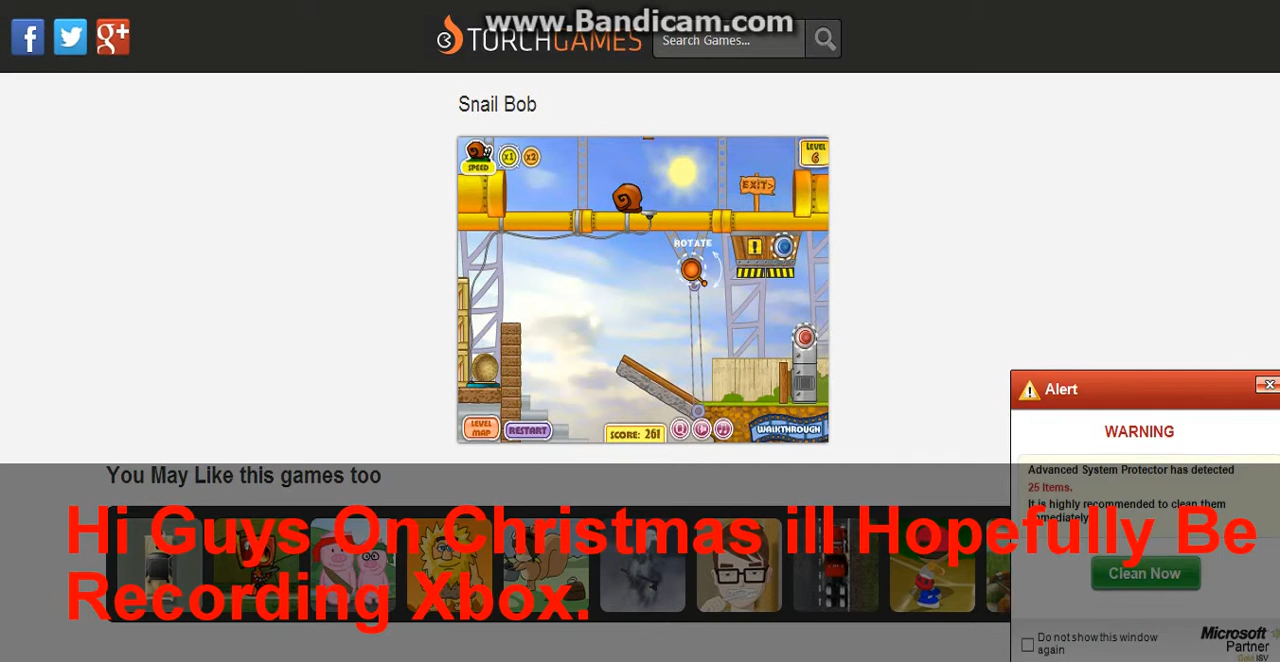 www.Bandicam.com
TORCHGAMES
Search Games...
Snail Bob
SPEED
x1
x2
LEVEL
6
EXIT
ROTATE
LEVEL
MAP
RESTART
SCORE: 261
WALKTHROUGH
Alert
WARNING
Advanced System Protector has detected
25 Items.
It is highly recommended to clean them
immediately
Clean Now
Do not show this window
again
Microsoft
Partner
Gold ISV
You May Like this games too
Hi Guys On Christmas ill Hopefully Be
Recording Xbox.